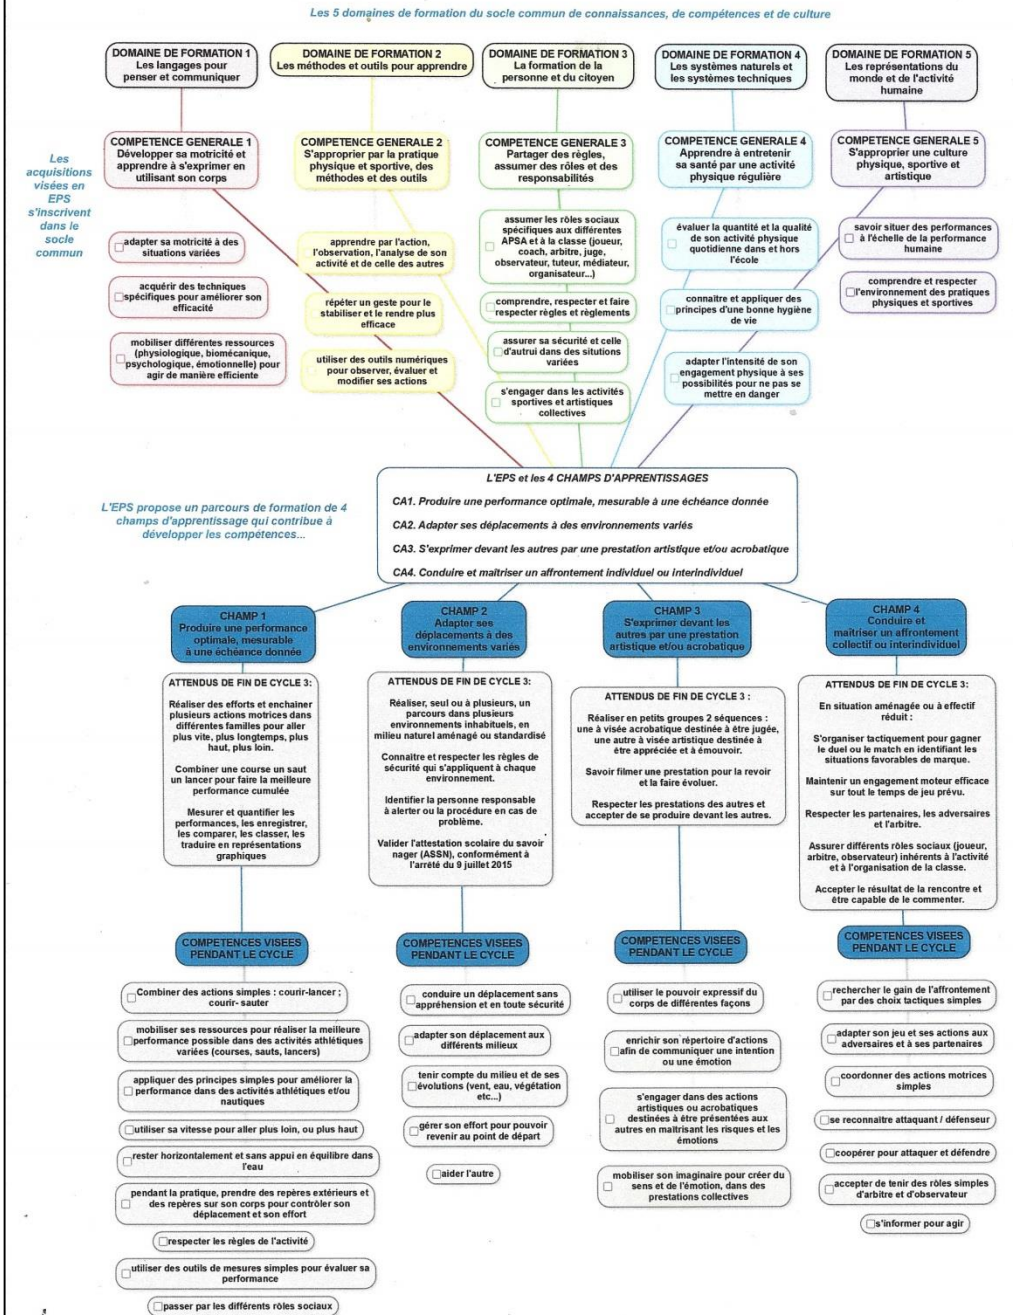 Les 5 domaines de formation du socle commun de connaissances, de compétences et de culture
DOMAINE DE FORMATION 1
Les langages pour
penser et communiquer
DOMAINE DE FORMATION 2
Les méthodes et outils pour apprendre
DOMAINE DE FORMATION 3
La formation de la
personne et du citoyen
DOMAINE DE FORMATION 4
Les systèmes naturels et
les systèmes techniques
DOMAINE DE FORMATION 5
Les représentations du
monde et de l'activité
humaine
Les
acquisitions
visées en
EPS
s'inscrivent
dans le
socle
commun
COMPETENCE GENERALE 1
Développer sa motricité et
apprendre à s'exprimer en
utilisant son corps
COMPETENCE GENERALE 2
S'approprier par la pratique
physique et sportive, des
méthodes et des outils
COMPETENCE GENERALE 3
Partager des règles,
assumer des rôles et des
responsabilités
COMPETENCE GENERALE 4
Apprendre à entretenir
sa santé par une activité
physique régulière
COMPETENCE GENERALE 5
S'approprier une culture
physique, sportive et
artistique
adapter sa motricité à des
situations variées
acquérir des techniques
spécifiques pour améliorer son
efficacité
mobiliser différentes ressources
(physiologique, biomécanique,
psychologique, émotionnelle) pour
agir de manière efficiente
apprendre par l'action,
l'observation, l'analyse de son
activité et de celle des autres
répéter un geste pour le
stabiliser et le rendre plus
efficace
utiliser des outils numériques
pour observer, évaluer et
modifier ses actions
assumer les rôles sociaux
spécifiques aux différentes
APSA et à la classe (joueur,
coach, arbitre, juge,
observateur, tuteur, médiateur,
organisateur...)
comprendre, respecter et faire
respecter règles et règlements
assurer sa sécurité et celle
d'autrui dans des situtions
variées
s'engager dans les activités
sportives et artistiques
collectives
évaluer la quantité et la qualité
de son activité physique
quotidienne dans et hors
l'école
connaitre et appliquer des
principes d'une bonne hygiène
de vie
adapter l'intensité de son
engagement physique à ses
possibilités pour ne pas se
mettre en danger
savoir situer des performances
à l'échelle de la performance
humaine
comprendre et respecter
l'environnement des pratiques
physiques et sportives
L'EPS propose un parcours de formation de 4
champs d'apprentissage qui contribue à
développer les compétences...
L'EPS et les 4 CHAMPS D'APPRENTISSAGES
CA1. Produire une performance optimale, mesurable à une échéance donnée
CA2. Adapter ses déplacements à des environnements variés
CA3. S'exprimer devant les autres par une prestation artistique et/ou acrobatique
CA4. Conduire et maîtriser un affrontement individuel ou interindividuel
CHAMP 1
Produire une performance
optimale, mesurable
à une échéance donnée
CHAMP 2
Adapter ses
déplacements à des
environnements variés
CHAMP 3
S'exprimer devant les
autres par une prestation
artistique et/ou acrobatique
CHAMP 4
Conduire et
maîtriser un affrontement
collectif ou interindividuel
ATTENDUS DE FIN DE CYCLE 3:
Réaliser des efforts et enchaîner
plusieurs actions motrices dans
différentes familles pour aller
plus vite, plus longtemps, plus
haut, plus loin.
Combiner une course un saut
un lancer pour faire la meilleure
performance cumulée
Mesurer et quantifier les
performances, les enregistrer,
les comparer, les classer, les
traduire en représentations
graphiques
ATTENDUS DE FIN DE CYCLE 3:
Réaliser, seul ou à plusieurs, un
parcours dans plusieurs
environnements inhabituels, en
milieu naturel aménagé ou standardisé
Connaitre et respecter les règles de
sécurité qui s'appliquent à chaque
environnement.
Identifier la personne responsable
à alerter ou la procédure en cas de
problème.
Valider l'attestation scolaire du savoir
nager (ASSN), conformément à
l'arrété du 9 juillet 2015
ATTENDUS DE FIN DE CYCLE 3 :
Réaliser en petits groupes 2 séquences :
une à visée acrobatique destinée à être jugée,
une autre à visée artistique destinée à
être appréciée et à émouvoir.
Savoir filmer une prestation pour la revoir
et la faire évoluer.
Respecter les prestations des autres et
accepter de se produire devant les autres.
ATTENDUS DE FIN DE CYCLE 3:
En situation aménagée ou à effectif
réduit :
S'organiser tactiquement pour gagner
le duel ou le match en identifiant les
situations favorables de marque.
Maintenir un engagement moteur efficace
sur tout le temps de jeu prévu.
Respecter les partenaires, les adversaires
et l'arbitre.
Assurer différents rôles sociaux (joueur,
arbitre, observateur) inhérents à l'activité
et à l'organisation de la classe.
Accepter le résultat de la rencontre et
être capable de le commenter.
COMPETENCES VISEES
PENDANT LE CYCLE
Combiner des actions simples : courir-lancer ;
courir- sauter
mobiliser ses ressources pour réaliser la meilleure
performance possible dans des activités athlétiques
variées (courses, sauts, lancers)
appliquer des principes simples pour améliorer la
performance dans des activités athlétiques et/ou
nautiques
utiliser sa vitesse pour aller plus loin, ou plus haut
rester horizontalement et sans appui en équilibre dans
l'eau
pendant la pratique, prendre des repères extérieurs et
des repères sur son corps pour contrôler son
déplacement et son effort
respecter les règles de l'activité
utiliser des outils de mesures simples pour évaluer sa
performance
passer par les différents rôles sociaux
COMPETENCES VISEES
PENDANT LE CYCLE
conduire un déplacement sans
appréhension et en toute sécurité
adapter son déplacement aux
différents milieux
tenir compte du milieu et de ses
évolutions (vent, eau, végétation
etc...)
gérer son effort pour pouvoir
revenir au point de départ
aider l'autre
COMPETENCES VISEES
PENDANT LE CYCLE
utiliser le pouvoir expressif du
corps de différentes façons
enrichir son répertoire d'actions
afin de communiquer une intention
ou une émotion
s'engager dans des actions
artistiques ou acrobatiques
destinées à être présentées aux
autres en maîtrisant les risques et les
émotions
mobiliser son imaginaire pour créer du
sens et de l'émotion, dans des
prestations collectives
COMPETENCES VISEES
PENDANT LE CYCLE
rechercher le gain de l'affrontement
par des choix tactiques simples
adapter son jeu et ses actions aux
adversaires et à ses partenaires
coordonner des actions motrices
simples
se reconnaitre attaquant / défenseur
coopérer pour attaquer et défendre
accepter de tenir des rôles simples
d'arbitre et d'observateur
s'informer pour agir